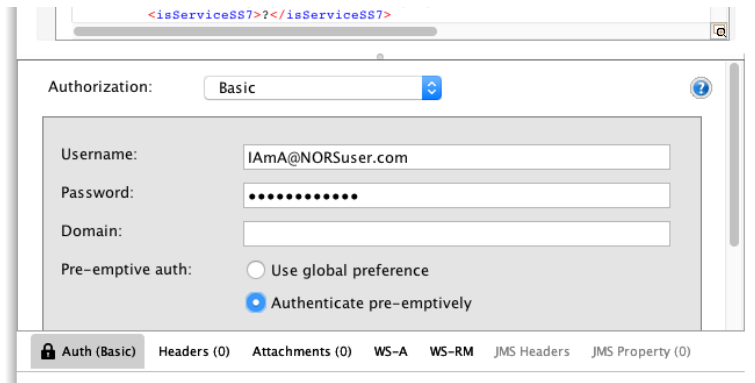 <isServiceSS7>?</isServiceSS7>
Authorization: Basic ?
Username: IAmA@NORSuser.com
Password: ••••••••••••
Domain:
Pre-emptive auth: Use global preference
Authenticate pre-emptively
Auth (Basic) Headers (0) Attachments (0) WS-A WS-RM JMS Headers JMS Property (0)